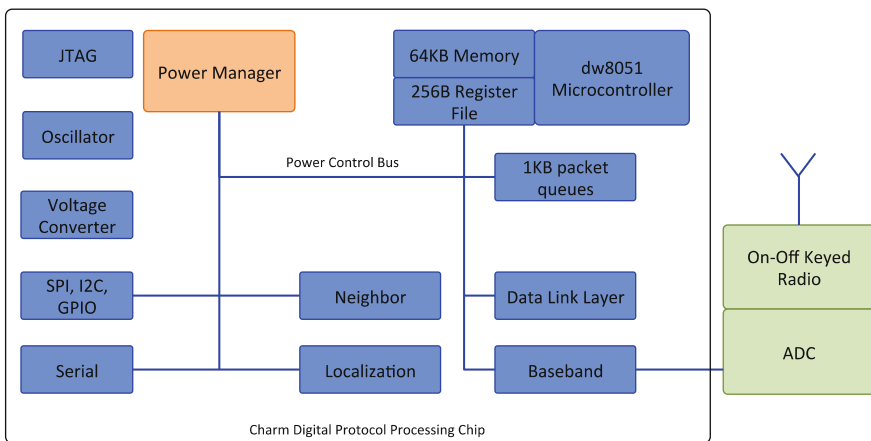 JTAG
Power Manager
64KB Memory
256B Register
File
dw8051
Microcontroller
Oscillator
Power Control Bus
1KB packet
queues
Voltage
Converter
SPI, I2C,
GPIO
Neighbor
Data Link Layer
On-Off Keyed
Radio
Serial
Localization
Baseband
ADC
Charm Digital Protocol Processing Chip